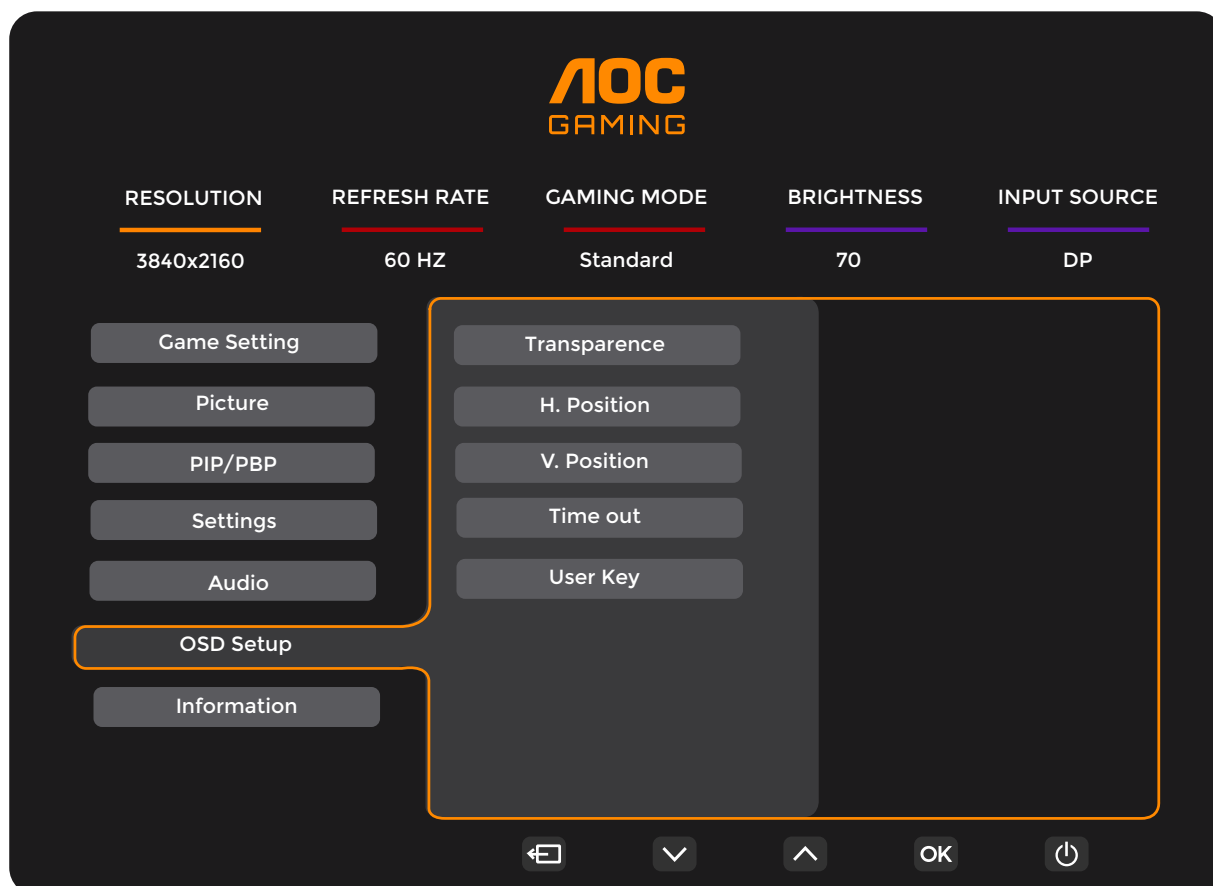 AOC
GAMING
RESOLUTION REFRESH RATE GAMING MODE BRIGHTNESS INPUT SOURCE
3840x2160 60 HZ Standard 70 DP
Game Setting Transparence
Picture H. Position
PIP/PBP V. Position
Settings Time out
Audio User Key
OSD Setup
Information
OK